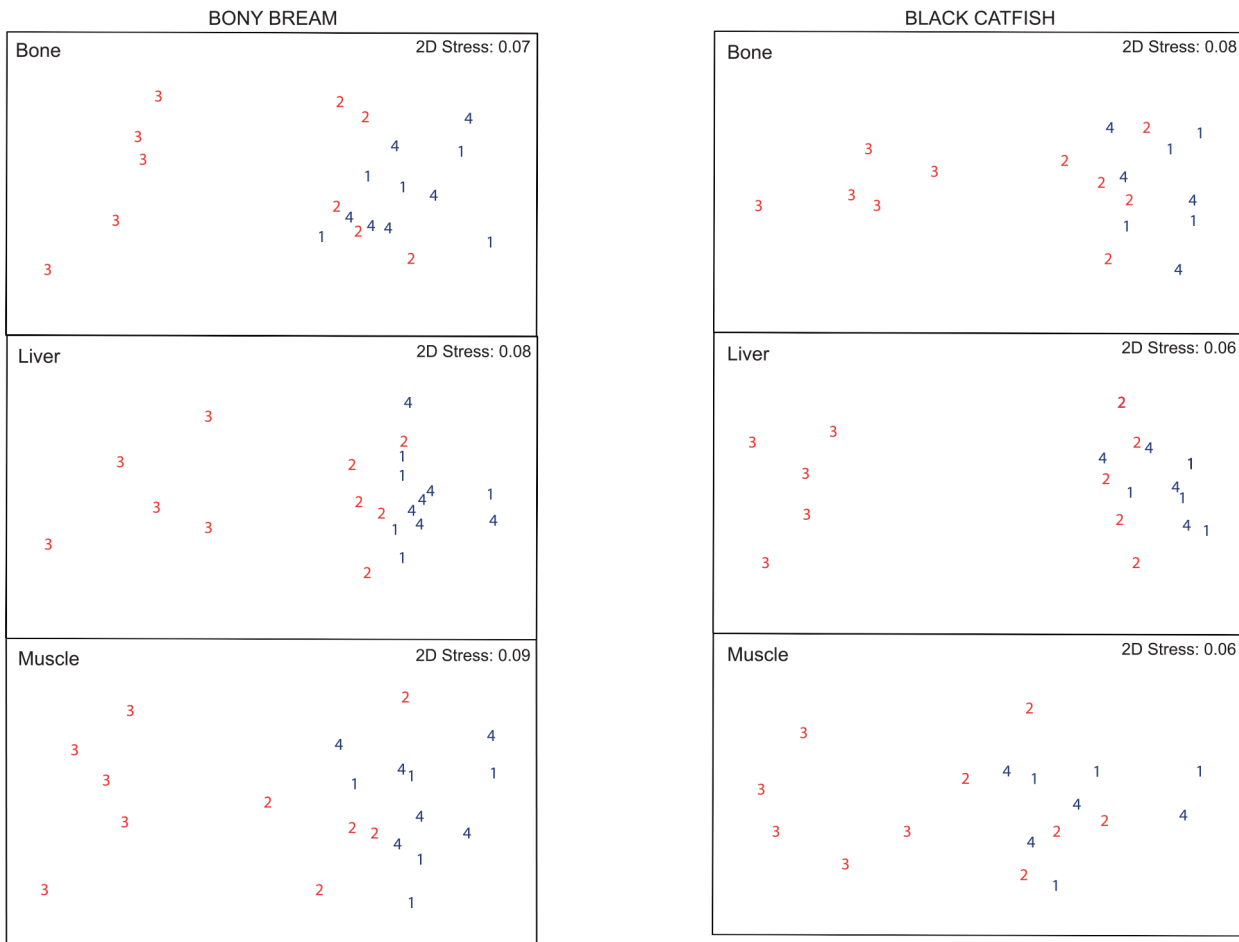 BONY BREAM
Bone
2D Stress: 0.07
3 2
2 4
3 4 1
3
1 1 4
2
3 4
2 4 4
1 1
2
3
Liver
2D Stress: 0.08
4
3
2
1
3 2
1
4 1
2 4
3 2 4
4 4
3 1
3
1
2
Muscle
2D Stress: 0.09
2
3
4 4
3
4 1 1
3 1
2
4
3 2 2 4
4
1
3 2
1
BLACK CATFISH
Bone
2D Stress: 0.08
4 2 1
3 1
2
3 4
2
3 2 4
3 3
1 1
2
4
Liver
2D Stress: 0.06
2
3
3 2 4
4 1
3 2
1 4
1
3 2
4 1
3 2
Muscle
2D Stress: 0.06
2
3
2 4 1 1 1
3
4
2 4
3 3 2
4
3
2
1